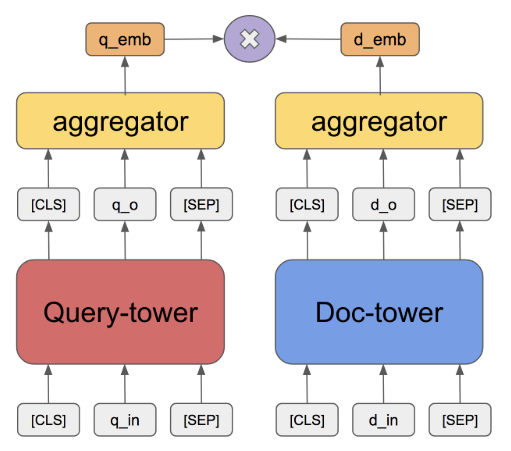 q_emb
d_emb
aggregator
aggregator
[CLS]
q_o
[SEP]
[CLS]
d_o
[SEP]
Query-tower
Doc-tower
[CLS]
q_in
[SEP]
[CLS]
d_in
[SEP]